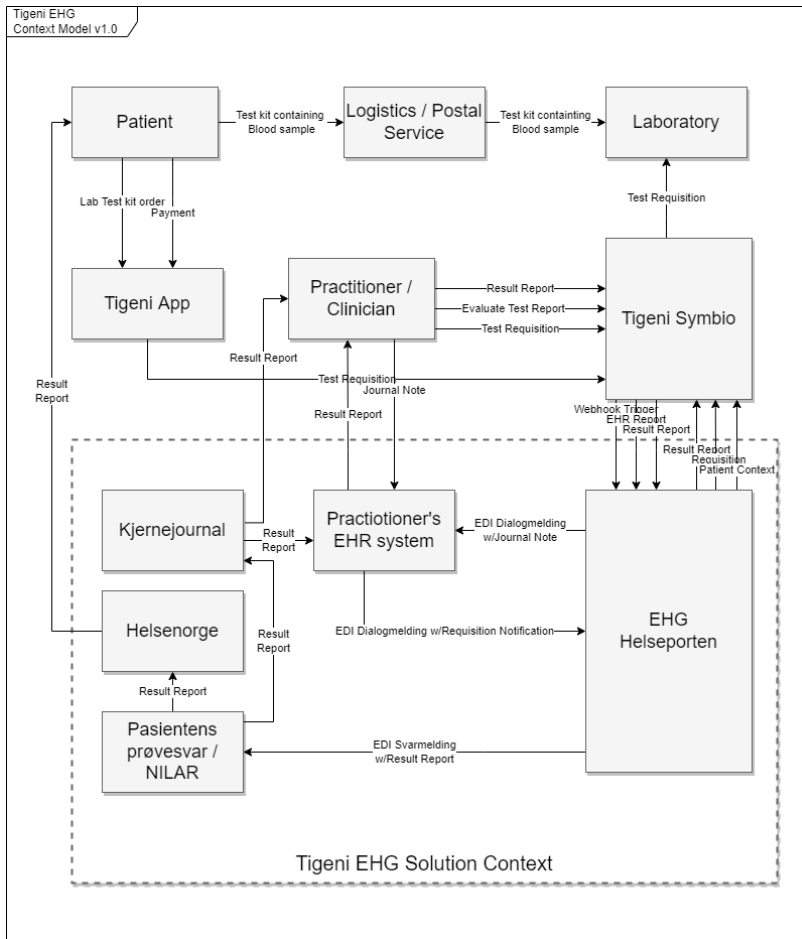 Tigeni EHG
Context Model v1.0
Patient
Test kit containing
Blood sample
Logistics / Postal
Service
Test kit containting
Blood sample
Laboratory
Lab Test kit order
Payment
Test Requisition
Tigeni App
Practitioner /
Clinician
Result Report
Evaluate Test Report
Test Requisition
Tigeni Symbio
Result Report
Result
Report
Test Requisition
Journal Note
Result Report
Webhook Trigger
EHR Report
Result Report
Result Report
Requisition
Patient Context
Kjernejournal
Result
Report
Practiotioner's
EHR system
EDI Dialogmelding
w/Journal Note
EHG
Helseporten
Helsenorge
Result
Report
EDI Dialogmelding w/Requisition Notification
Result Report
Pasientens
prøvesvar /
NILAR
EDI Svarmelding
w/Result Report
Tigeni EHG Solution Context